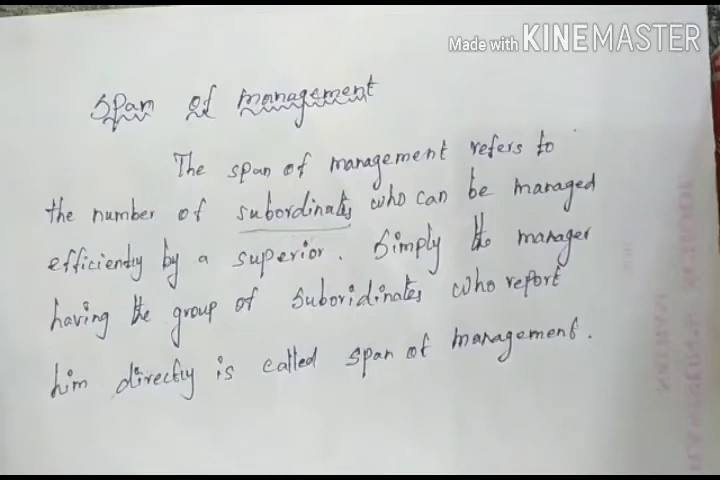 Made with KINEMASTER
Span of management
The span of management refers to
the number of subordinates who can be managed
efficiently by a superior. Simply the manager
having the group of suboridinates who report
him directly is called span of management.